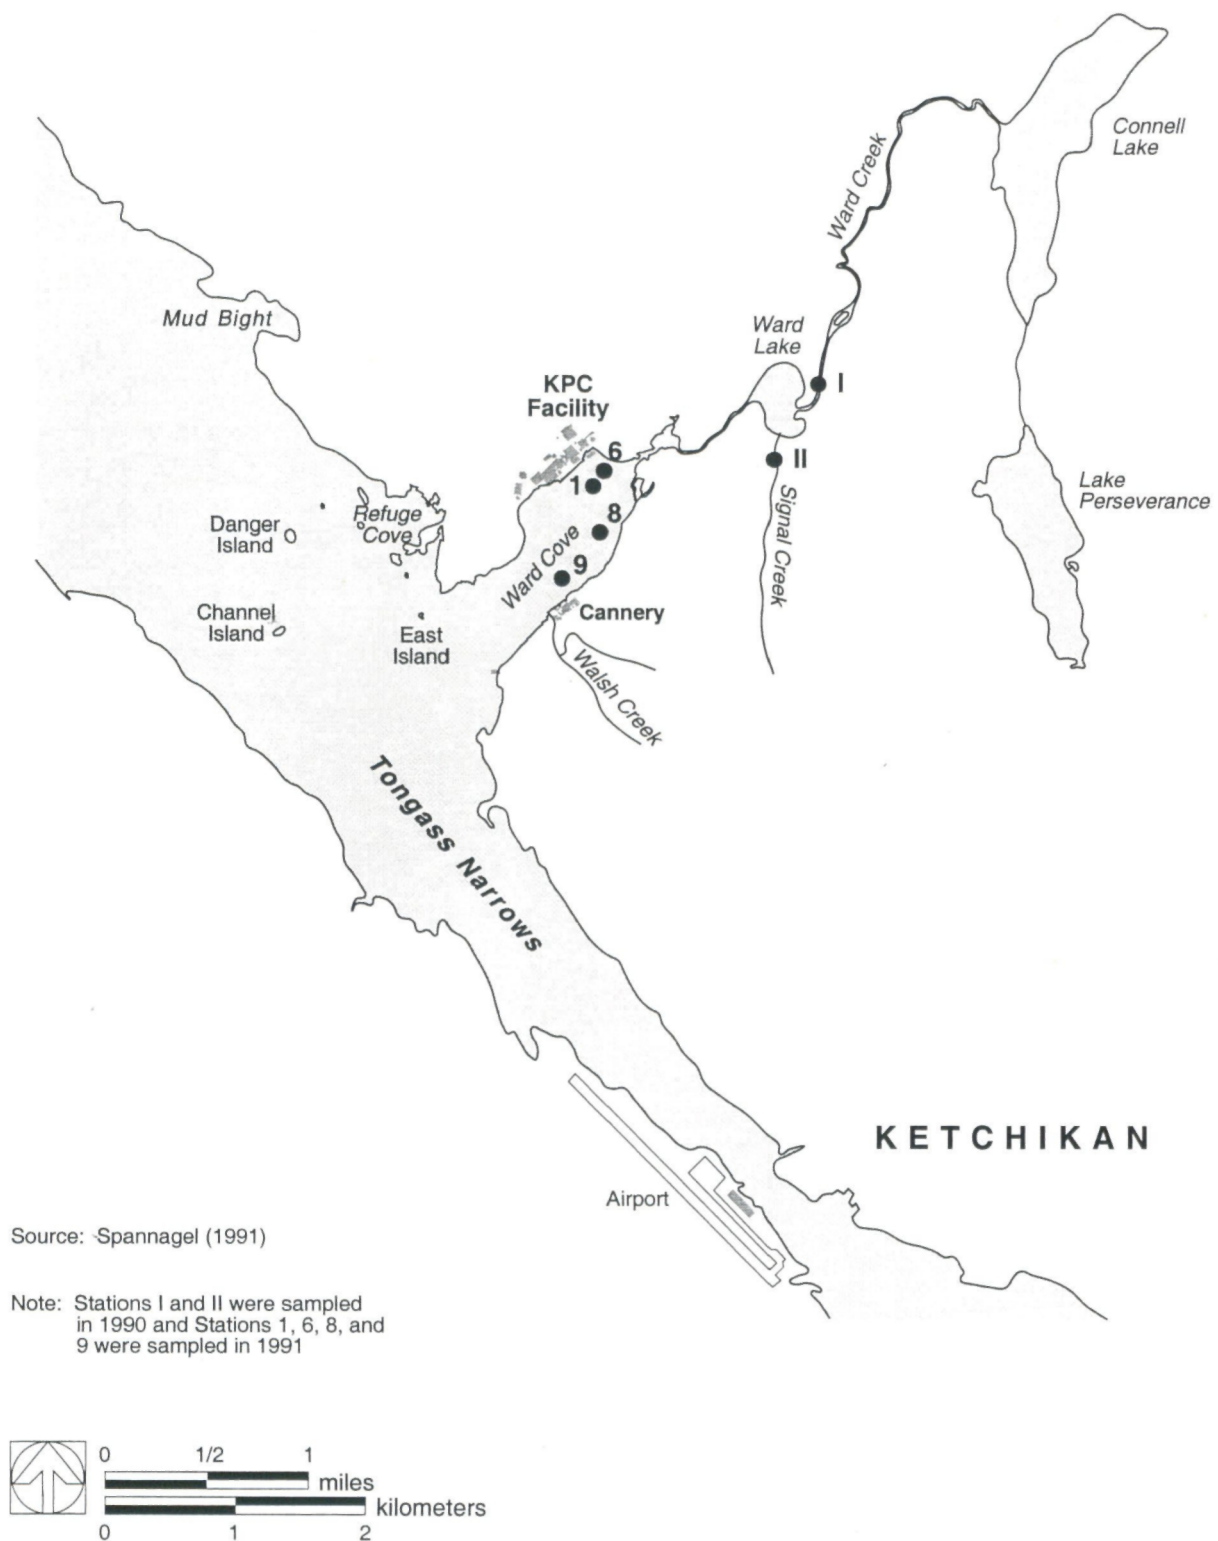 Connell
Lake
Ward Creek
Mud Bight
Ward
Lake
KPC
Facility
I
6
II
1
Lake
Perseverance
Refuge
Cove
8
Danger
Island
Signal Creek
Ward Cove
9
Channel
Island
Cannery
East
Island
Walsh Creek
Tongass Narrows
KETCHIKAN
Airport
Source: Spannagel (1991)
Note: Stations I and II were sampled
in 1990 and Stations 1, 6, 8, and
9 were sampled in 1991
0 1/2 1
miles
kilometers
0 1 2